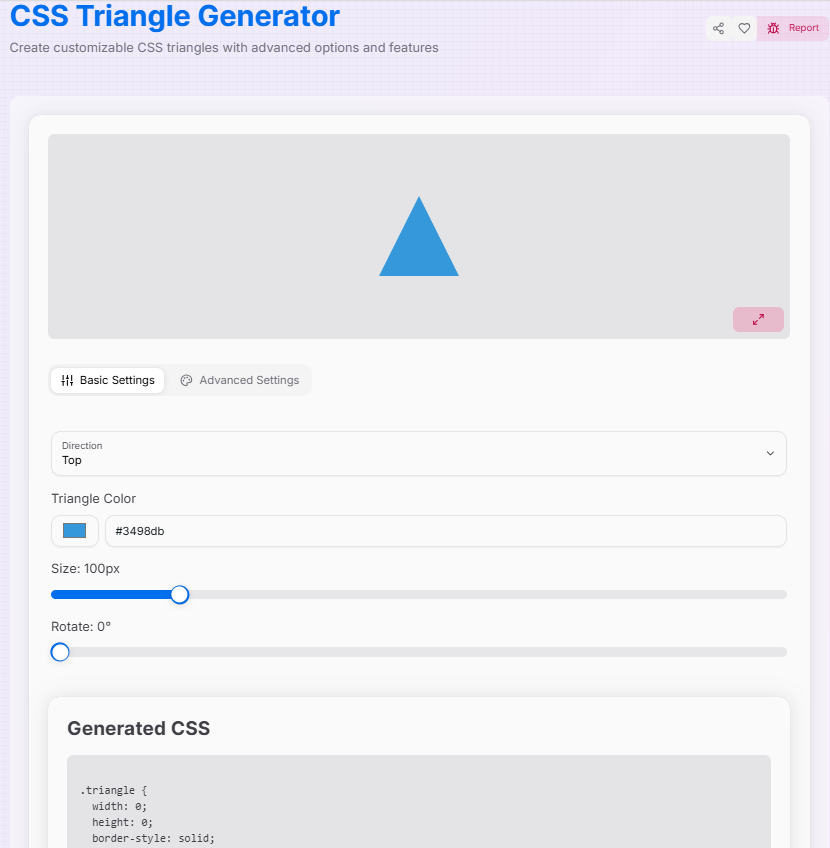 CSS Triangle Generator
Create customizable CSS triangles with advanced options and features
Report
Basic Settings
Advanced Settings
Direction
Top
Triangle Color
#3498db
Size: 100px
Rotate: 0°
Generated CSS
.triangle {
  width: 0;
  height: 0;
  border-style: solid;